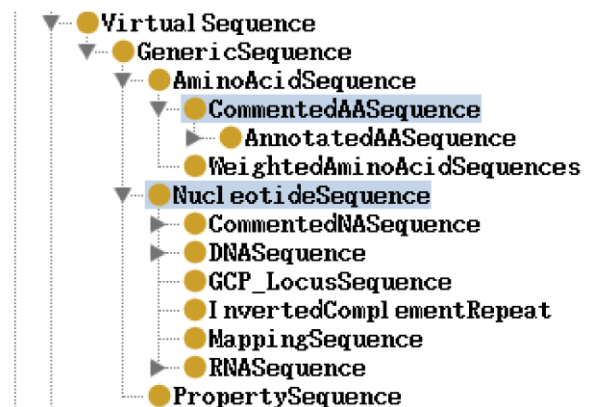 VirtualSequence
GenericSequence
AminoAcidSequence
CommentedAASequence
AnnotatedAASequence
WeightedAminoAcidSequences
NucleotideSequence
CommentedNASequence
DNASequence
GCP_LocusSequence
InvertedComplementRepeat
MappingSequence
RNASequence
PropertySequence